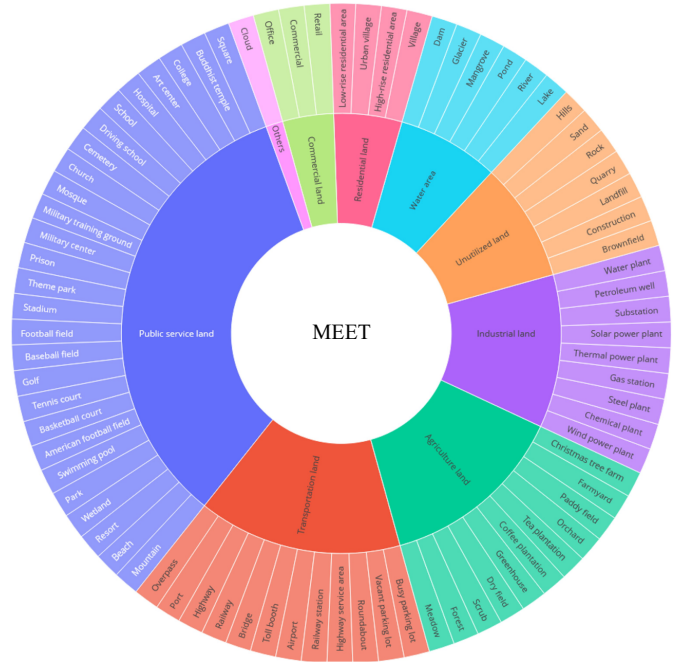 MEET
Others
Commercial land
Residential land
Water area
Unutilized land
Industrial land
Agriculture land
Transportation land
Public service land
Cloud
Office
Commercial
Retail
Low-rise residential area
Urban village
High-rise residential area
Village
Dam
Glacier
Mangrove
Pond
River
Lake
Hills
Sand
Rock
Quarry
Landfill
Construction
Brownfield
Water plant
Petroleum well
Substation
Solar power plant
Thermal power plant
Gas station
Steel plant
Chemical plant
Wind power plant
Christmas tree farm
Farmyard
Paddy field
Orchard
Tea plantation
Coffee plantation
Greenhouse
Dry field
Scrub
Forest
Meadow
Busy parking lot
Vacant parking lot
Roundabout
Highway service area
Railway station
Airport
Toll booth
Bridge
Railway
Highway
Port
Overpass
Mountain
Beach
Resort
Wetland
Park
Swimming pool
American football field
Basketball court
Tennis court
Golf
Baseball field
Football field
Stadium
Theme park
Prison
Military center
Military training ground
Mosque
Church
Cemetery
Driving school
School
Hospital
Art center
College
Buddhist temple
Square